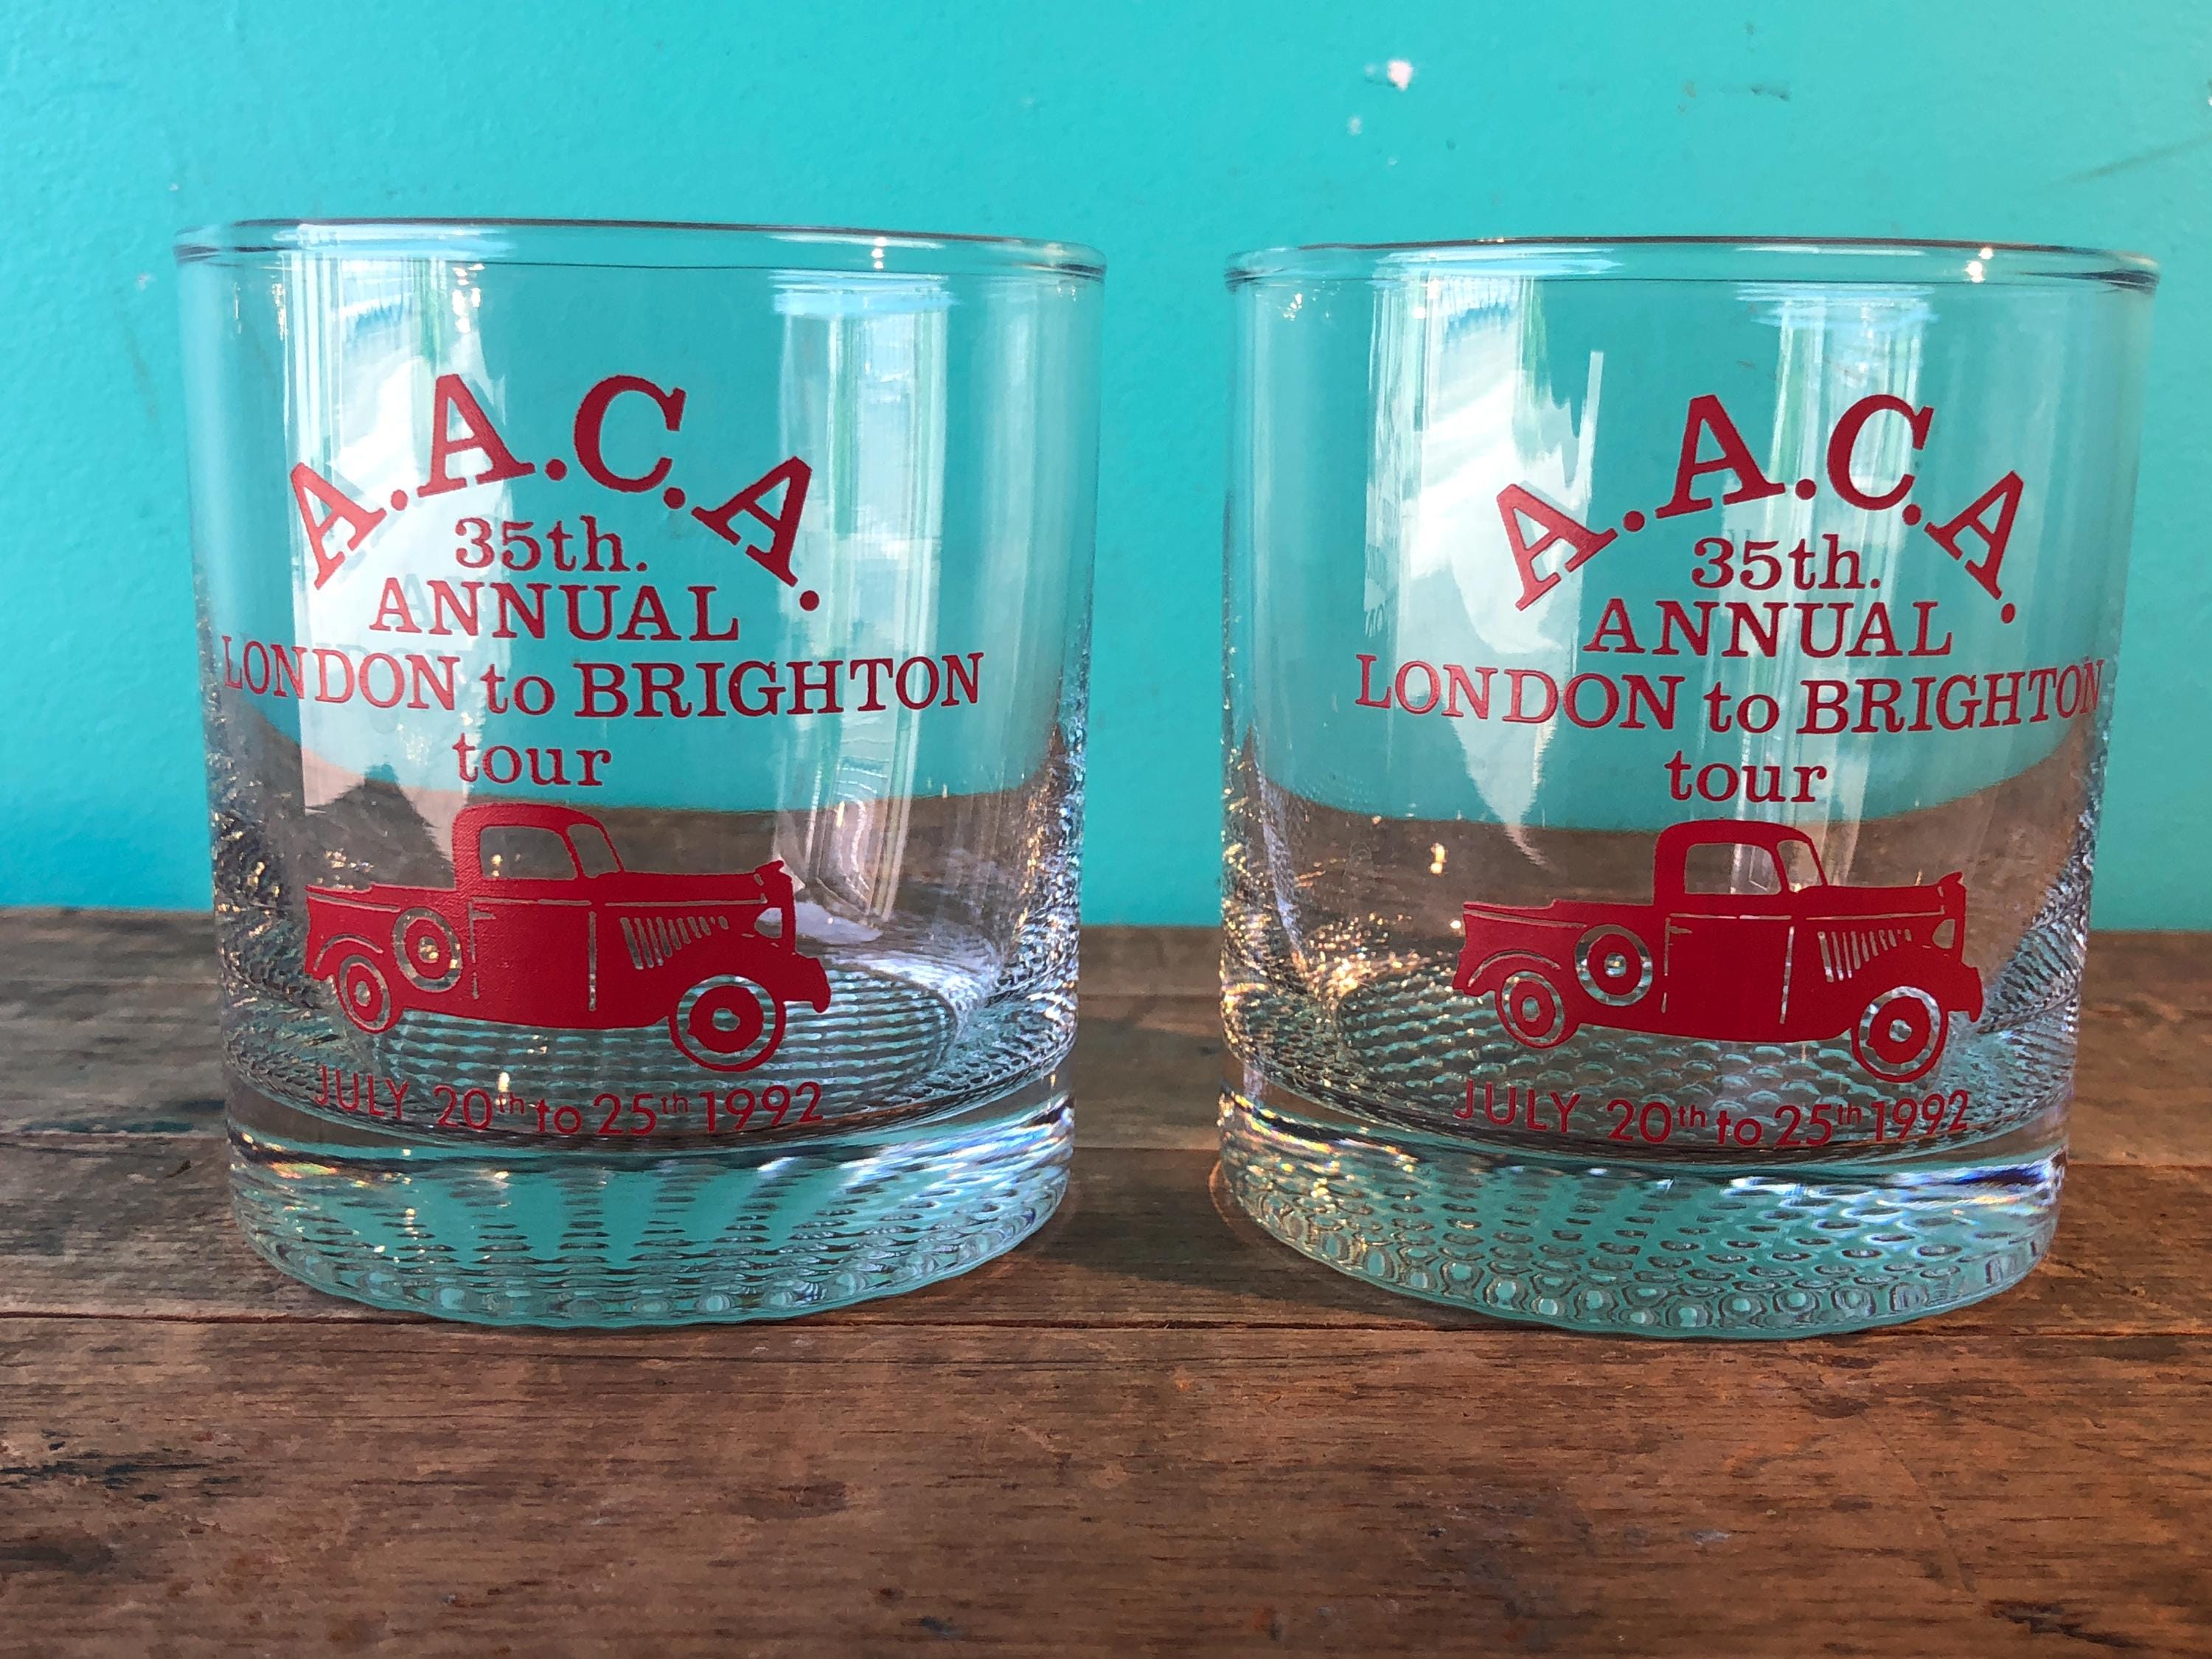 A.A.C.A.
35th.
ANNUAL
LONDON to BRIGHTON
tour
JULY 20th to 25th 1992
A.A.C.A.
35th.
ANNUAL
LONDON to BRIGHTON
tour
JULY 20th to 25th 1992